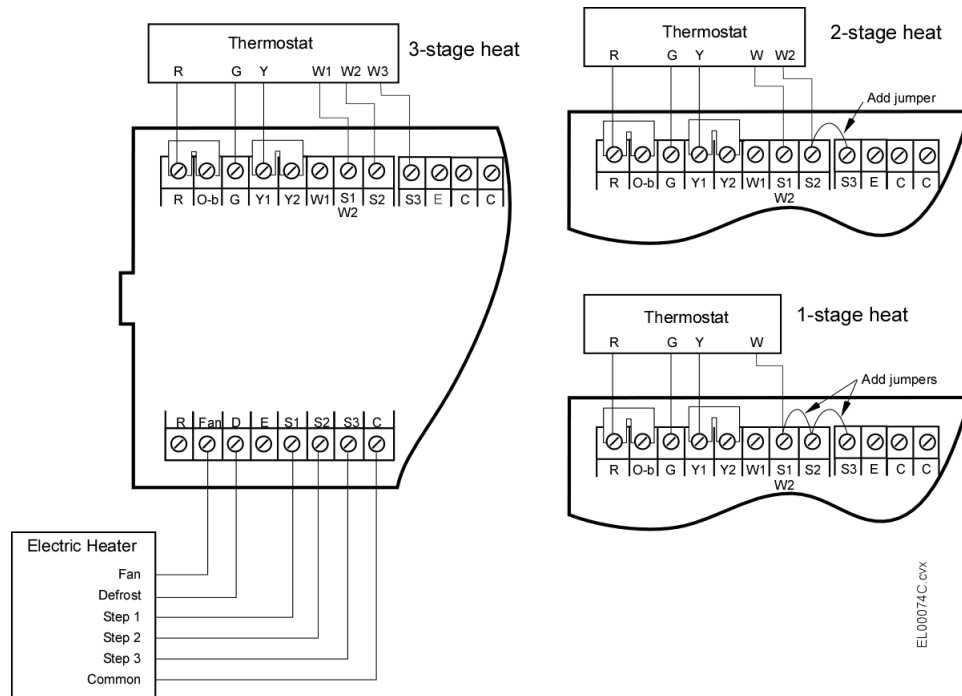 Thermostat
3-stage heat
R G Y W1 W2 W3
R O-b G Y1 Y2 W1 S1 S2 S3 E C C
W2
R Fan D E S1 S2 S3 C
Electric Heater
Fan
Defrost
Step 1
Step 2
Step 3
Common
Thermostat
2-stage heat
R G Y W W2
Add jumper
R O-b G Y1 Y2 W1 S1 S2 S3 E C C
W2
Thermostat
1-stage heat
R G Y W
Add jumpers
R O-b G Y1 Y2 W1 S1 S2 S3 E C C
W2
EL00074C.cvx